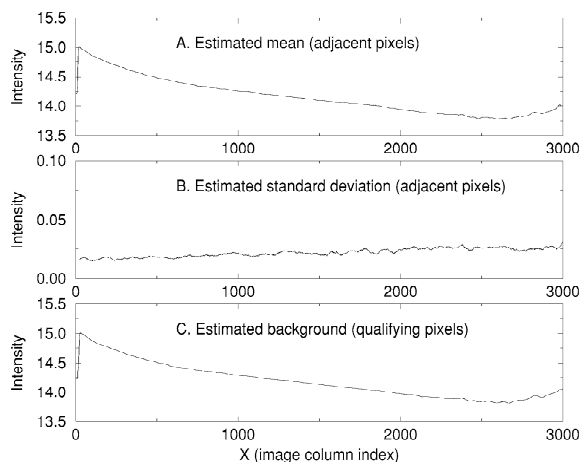 15.5
15.0
14.5
14.0
13.5
Intensity
A. Estimated mean (adjacent pixels)
0 1000 2000 3000
0.10
0.05
0.00
Intensity
B. Estimated standard deviation (adjacent pixels)
0 1000 2000 3000
15.5
15.0
14.5
14.0
13.5
Intensity
C. Estimated background (qualifying pixels)
0 1000 2000 3000
X (image column index)